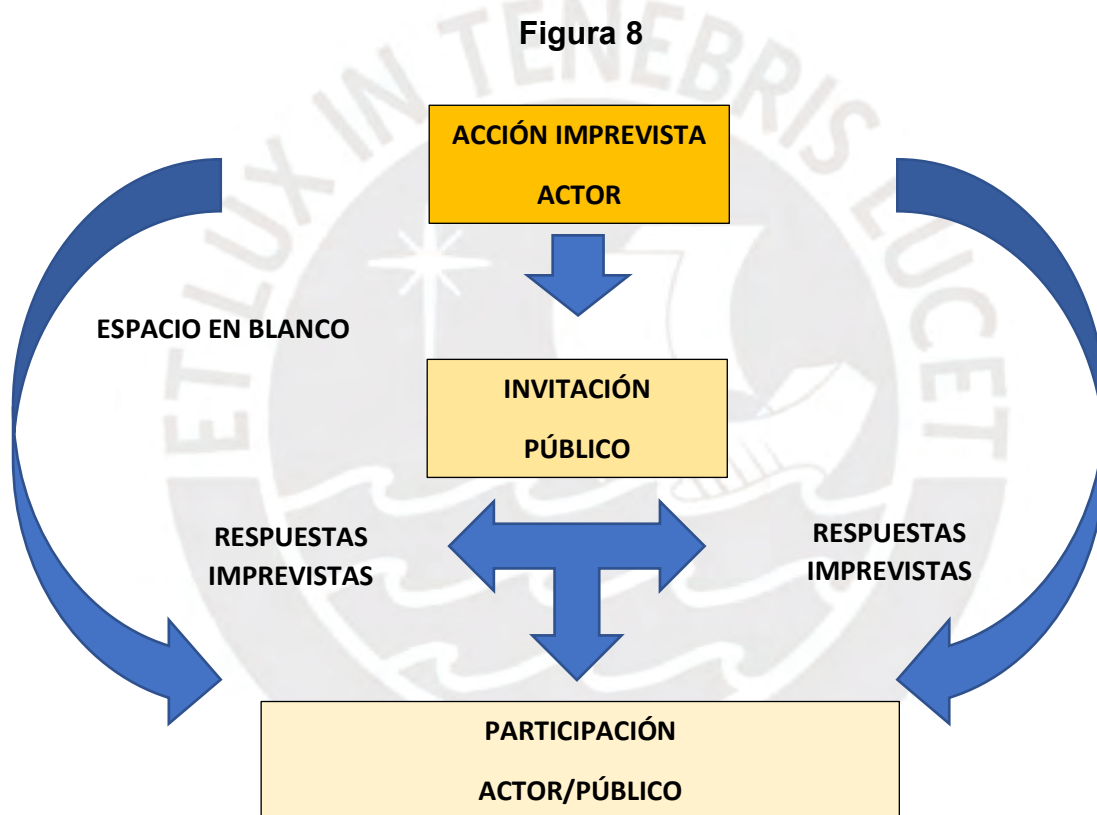 Figura 8
ET LUX IN TENEBRIS LUCET
ACCIÓN IMPREVISTA
ACTOR
ESPACIO EN BLANCO
INVITACIÓN
PÚBLICO
RESPUESTAS
IMPREVISTAS
RESPUESTAS
IMPREVISTAS
PARTICIPACIÓN
ACTOR/PÚBLICO